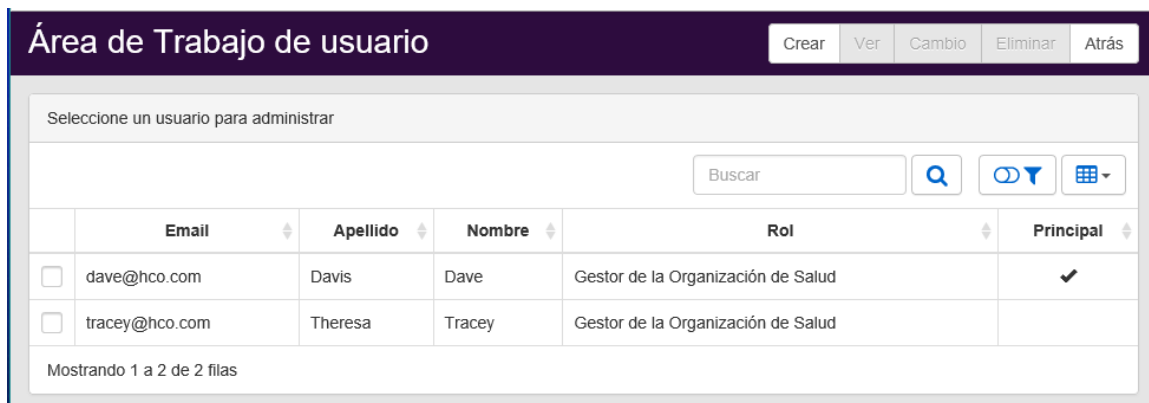 Área de Trabajo de usuario
Crear Ver Cambio Eliminar Atrás
Seleccione un usuario para administrar
Buscar
Email Apellido Nombre Rol Principal
dave@hco.com Davis Dave Gestor de la Organización de Salud
tracey@hco.com Theresa Tracey Gestor de la Organización de Salud
Mostrando 1 a 2 de 2 filas